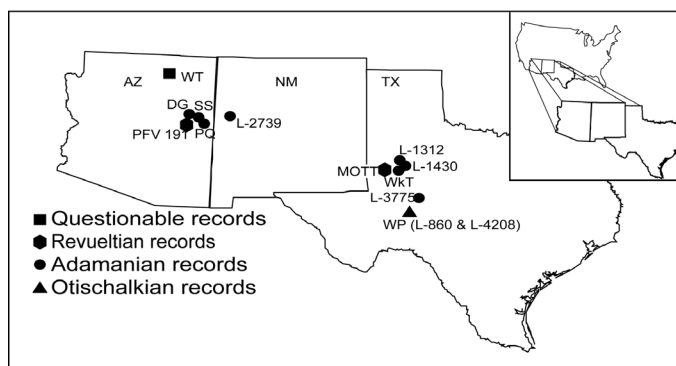 AZ
NM
TX
WT
DG SS
PFV 191 PQ
L-2739
L-1312
L-1430
MOTT
WkT
L-3775
WP (L-860 & L-4208)
Questionable records
Revueltian records
Adamanian records
Otischalkian records